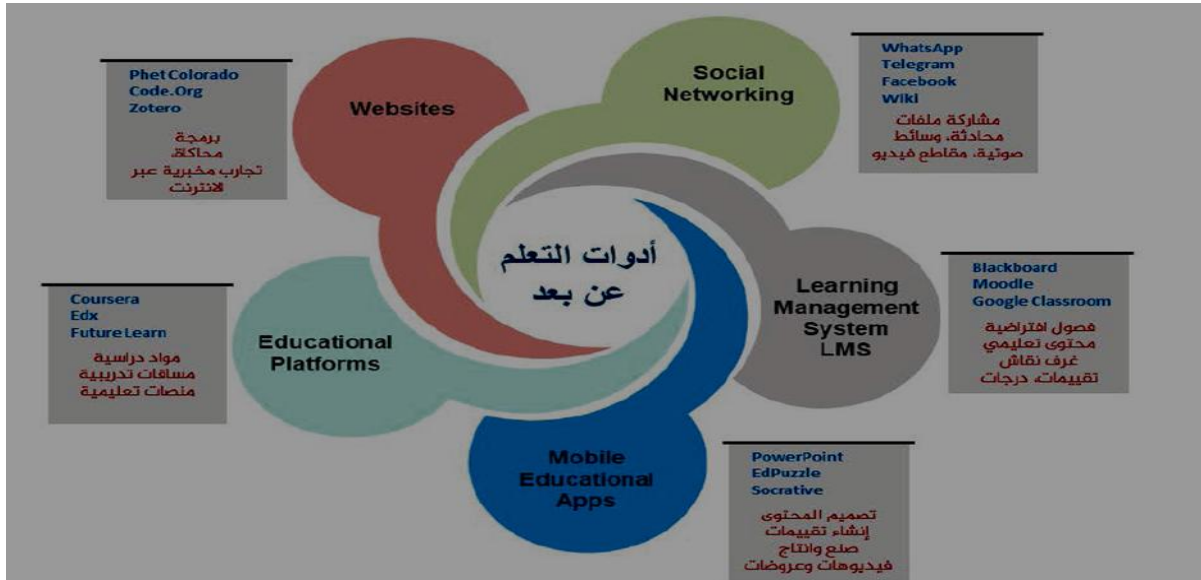 أدوات التعلم
عن بعد
Social
Networking
WhatsApp
Telegram
Facebook
Wiki
مشاركة ملفات
محادثة، وسائط
صوتية، مقاطع فيديو
Learning
Management
System
LMS
Blackboard
Moodle
Google Classroom
فصول افتراضية
محتوى تعليمي
غرف نقاش
تقييمات، درجات
Mobile
Educational
Apps
PowerPoint
EdPuzzle
Socrative
تصميم المحتوى
إنشاء تقييمات
صنع وانتاج
فيديوهات وعروضات
Educational
Platforms
Coursera
Edx
Future Learn
مواد دراسية
مساقات تدريبية
منصات تعليمية
Websites
Phet Colorado
Code.Org
Zotero
برمجة
محاكاة،
تجارب مخبرية عبر
الانترنت